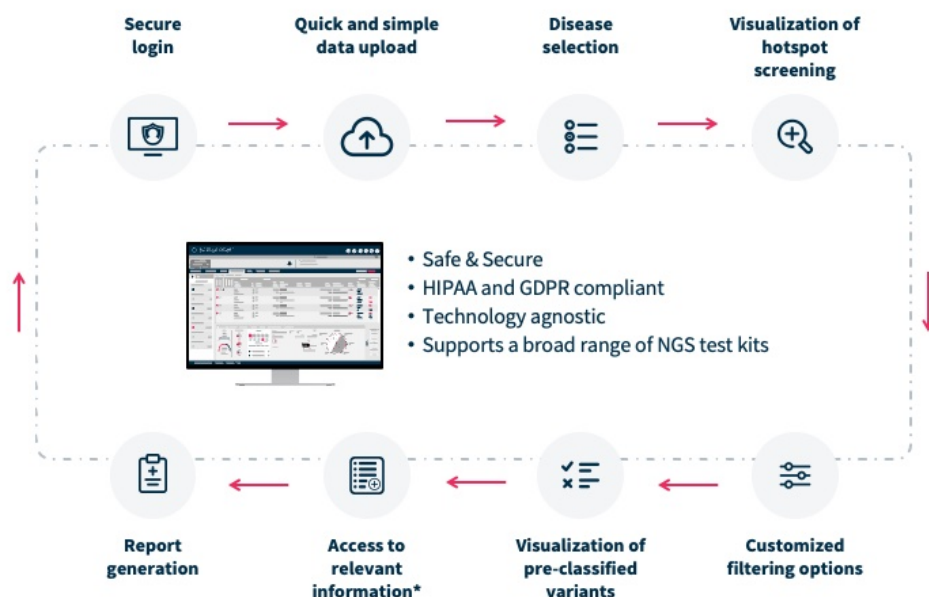 Secure
login
Quick and simple
data upload
Disease
selection
Visualization of
hotspot
screening
• Safe & Secure
• HIPAA and GDPR compliant
• Technology agnostic
• Supports a broad range of NGS test kits
Report
generation
Access to
relevant
information*
Visualization of
pre-classified
variants
Customized
filtering options